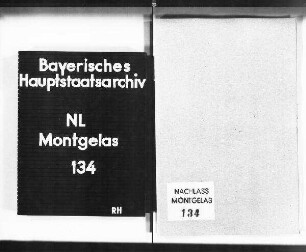 Bayerisches
Hauptstaatsarchiv
NL
Montgelas
134
RH
NACHLASS
MONTGELAS
134